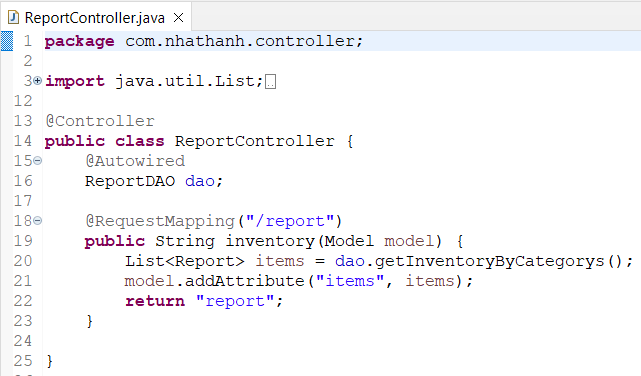 ReportController.java
1 package com.nhathanh.controller;
2
3 import java.util.List;
12
13 @Controller
14 public class ReportController {
15 @Autowired
16 ReportDAO dao;
17
18 @RequestMapping("/report")
19 public String inventory(Model model) {
20 List<Report> items = dao.getInventoryByCategorys();
21 model.addAttribute("items", items);
22 return "report";
23 }
24
25 }